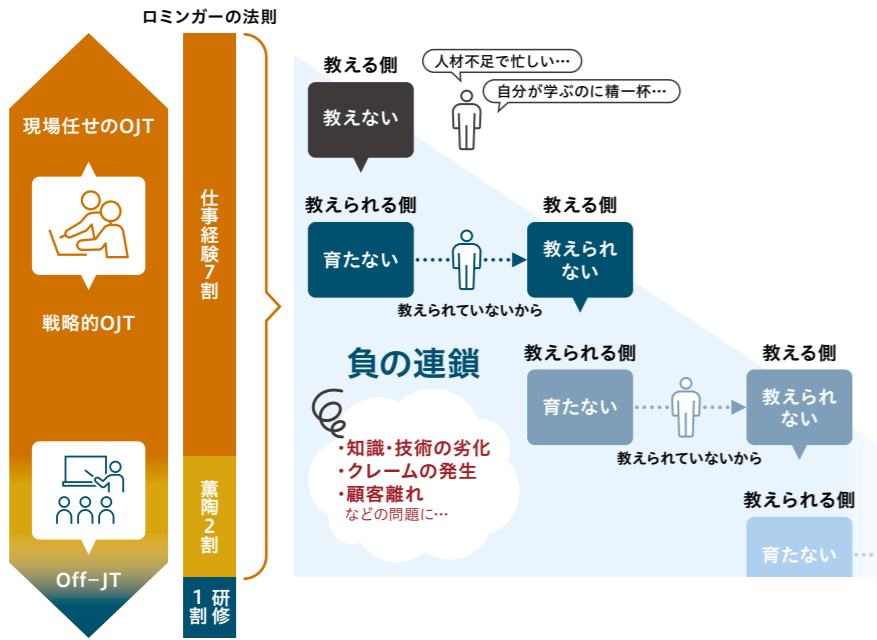 ロミンガーの法則
現場任せのOJT
戦略的OJT
Off-JT
仕事経験7割
薫陶2割
研修
1割
教える側
教えない
人材不足で忙しい…
自分が学ぶのに精一杯…
教えられる側
育たない
教えられていないから
教える側
教えられ
ない
負の連鎖
・知識・技術の劣化
・クレームの発生
・顧客離れ
などの問題に…
教えられる側
育たない
教えられていないから
教える側
教えられ
ない
教えられる側
育たない